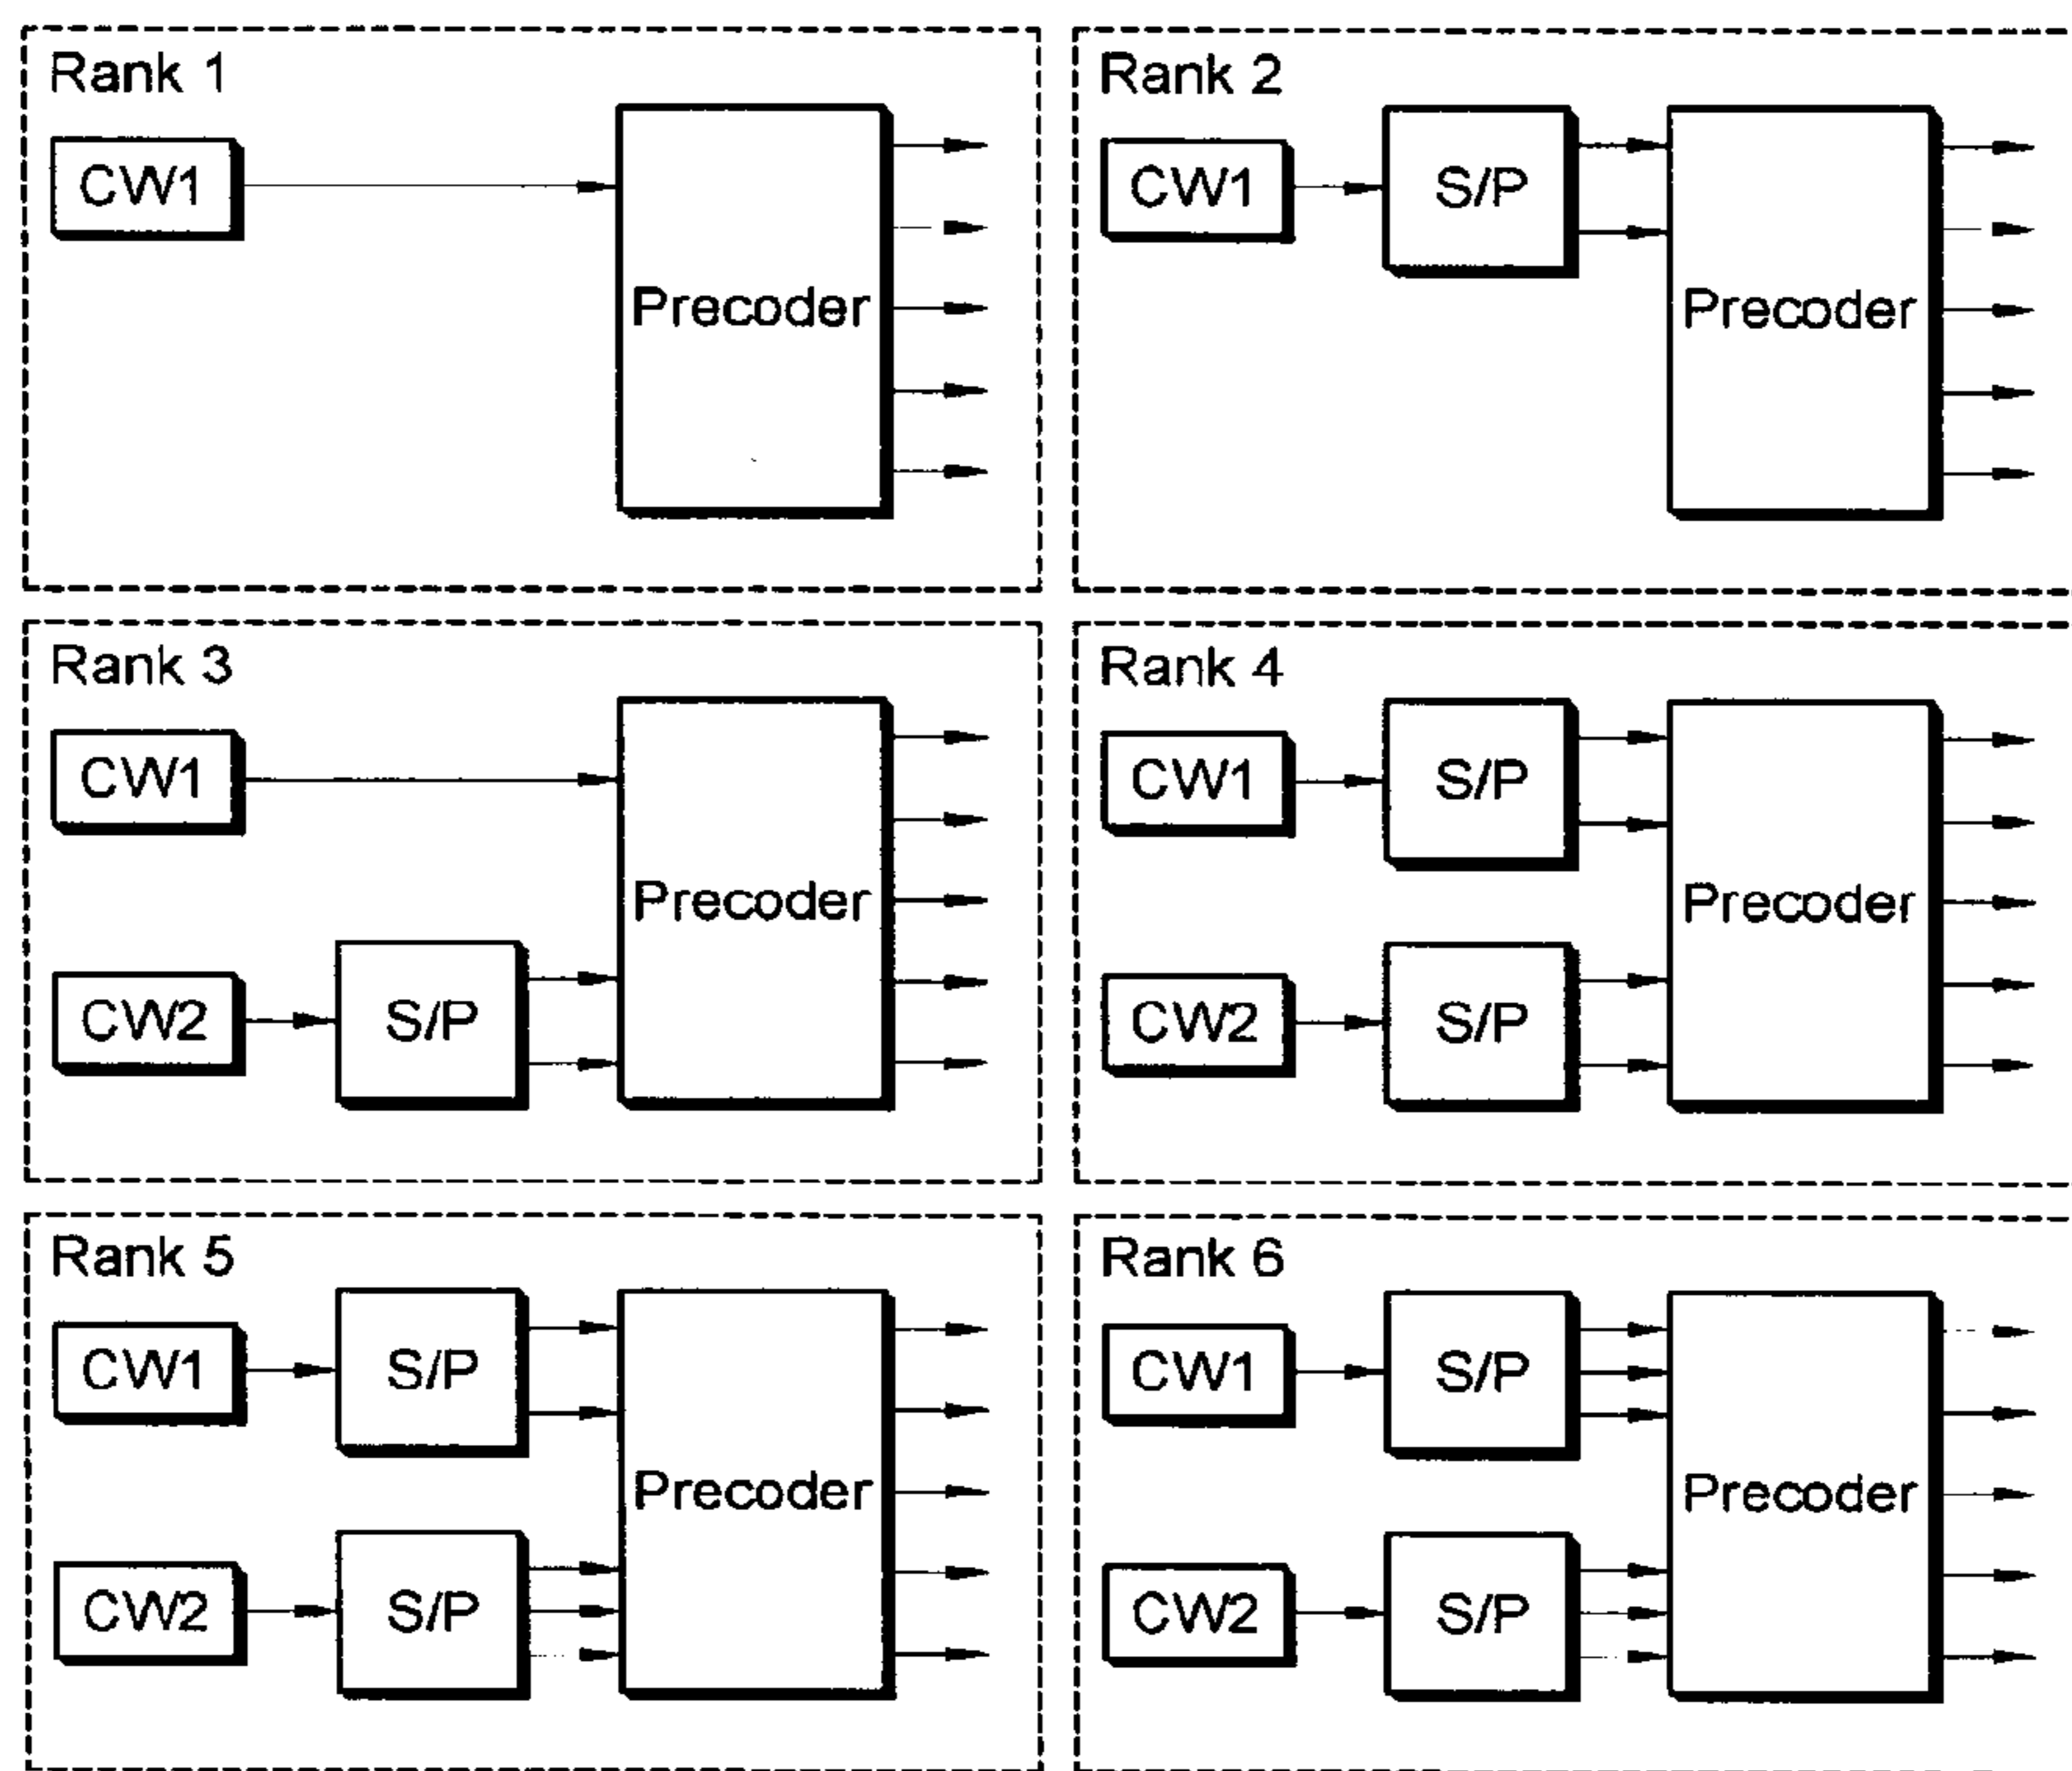 Rank 1
CW1
Precoder
Rank 2
CW1
S/P
Precoder
Rank 3
CW1
Precoder
CW2
S/P
Rank 4
CW1
S/P
Precoder
CW2
S/P
Rank 5
CW1
S/P
Precoder
CW2
S/P
Rank 6
CW1
S/P
Precoder
CW2
S/P